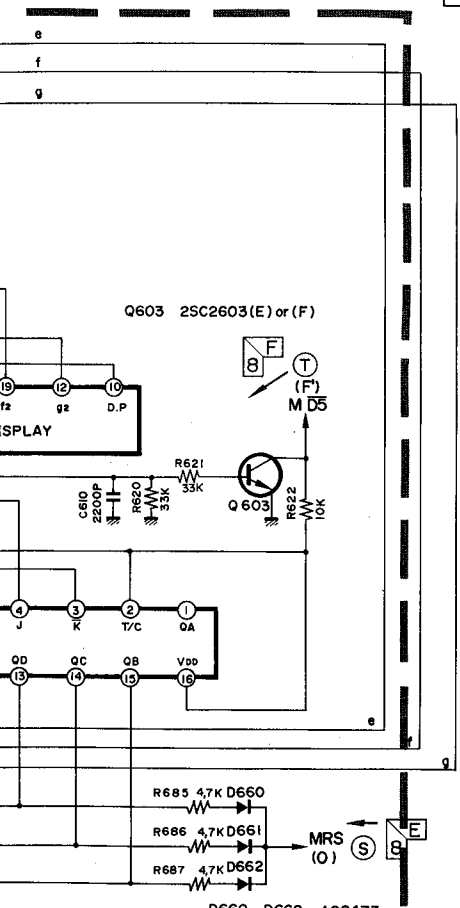 e
f
g
Q603 2SC2603(E) or (F)
F
8
T
(F')
M D5
19
12
10
f2
g2
D.P
R621
33K
C610
2200P
R620
33K
Q603
R622
10K
4
3
2
1
J
K
T/C
QA
QD
QC
QB
VDD
13
14
15
16
e
f
g
R685 4,7K D660
R686 4,7K D661
R687 4,7K D662
MRS
(O)
S
E
8